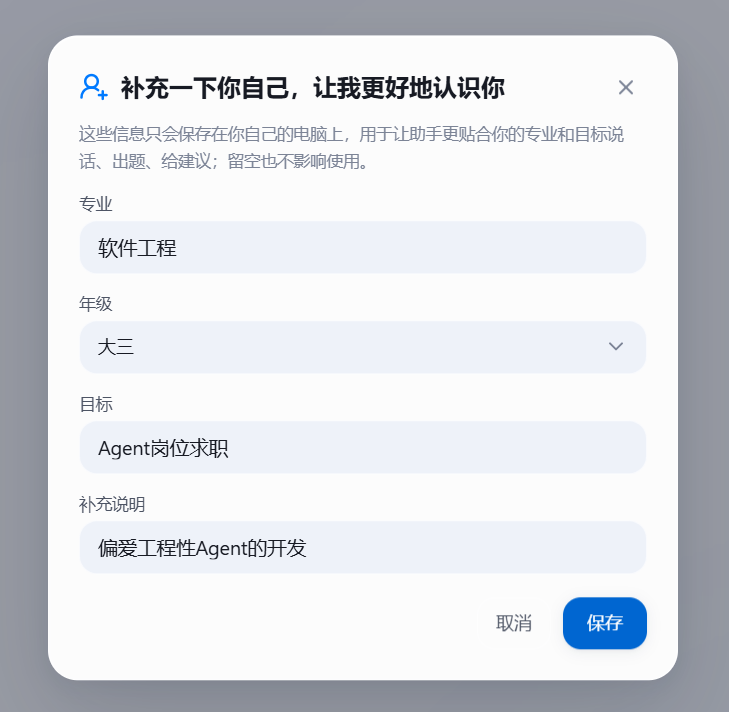 补充一下你自己，让我更好地认识你
这些信息只会保存在你自己的电脑上，用于让助手更贴合你的专业和目标说
话、出题、给建议；留空也不影响使用。
专业
软件工程
年级
大三
目标
Agent岗位求职
补充说明
偏爱工程性Agent的开发
取消
保存